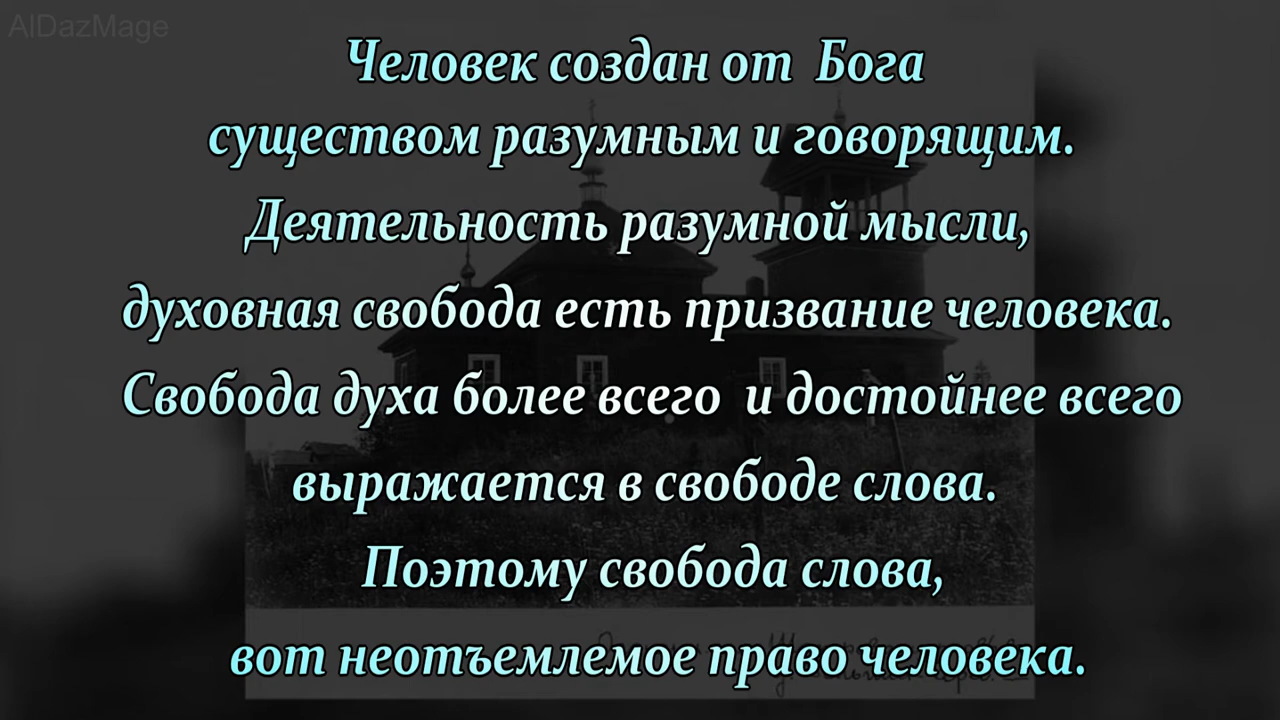 AlDazMage
Человек создан от Бога
существом разумным и говорящим.
Деятельность разумной мысли,
духовная свобода есть призвание человека.
Свобода духа более всего и достойнее всего
выражается в свободе слова.
Поэтому свобода слова,
вот неотъемлемое право человека.